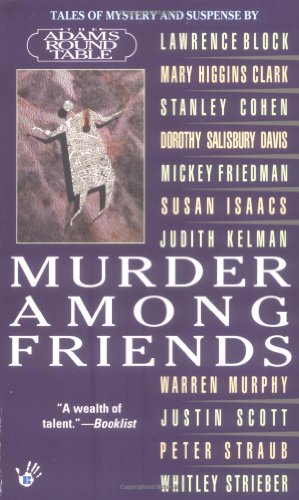 TALES OF MYSTERY AND SUSPENSE BY
THE
ADAMS
ROUND
TABLE
LAWRENCE BLOCK
MARY HIGGINS CLARK
STANLEY COHEN
DOROTHY SALISBURY DAVIS
MICKEY FRIEDMAN
SUSAN ISAACS
JUDITH KELMAN
MURDER
AMONG
FRIENDS
WARREN MURPHY
JUSTIN SCOTT
PETER STRAUB
WHITLEY STRIEBER
"A wealth of
talent."—Booklist
B
Copyrighted Material